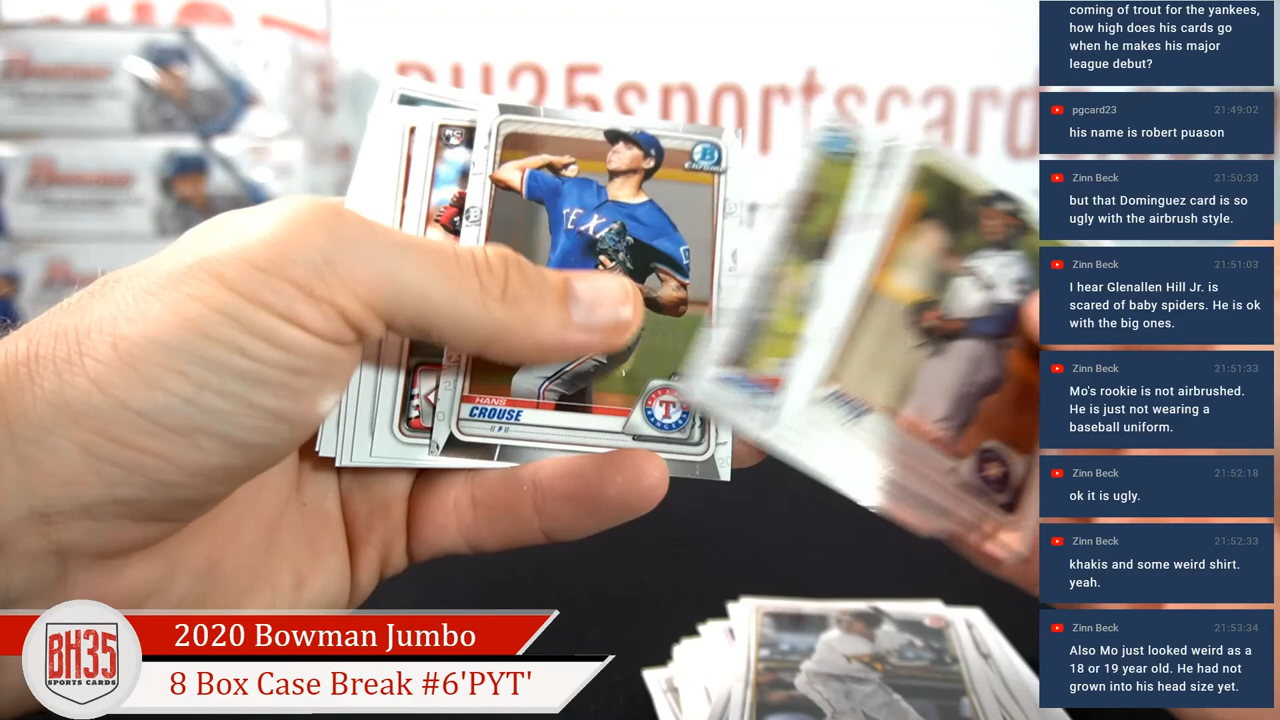 BH35sportscard
Bowman
Bowman
RC
Chrome
TEXA
HANS
CROUSE
// P //
T
BH35
SPORTS CARDS
2020 Bowman Jumbo
8 Box Case Break #6'PYT'
coming of trout for the yankees,
how high does his cards go
when he makes his major
league debut?
pgcard23 21:49:02
his name is robert puason
Zinn Beck 21:50:33
but that Dominguez card is so
ugly with the airbrush style.
Zinn Beck 21:51:03
I hear Glenallen Hill Jr. is
scared of baby spiders. He is ok
with the big ones.
Zinn Beck 21:51:33
Mo's rookie is not airbrushed.
He is just not wearing a
baseball uniform.
Zinn Beck 21:52:18
ok it is ugly.
Zinn Beck 21:52:33
khakis and some weird shirt.
yeah.
Zinn Beck 21:53:34
Also Mo just looked weird as a
18 or 19 year old. He had not
grown into his head size yet.